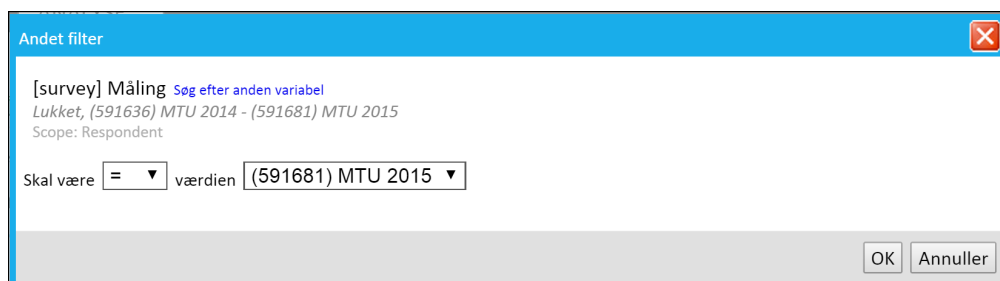 Andet filter
[survey] Måling Søg efter anden variabel
Lukket, (591636) MTU 2014 - (591681) MTU 2015
Scope: Respondent
Skal være = værdien (591681) MTU 2015
OK Annuller